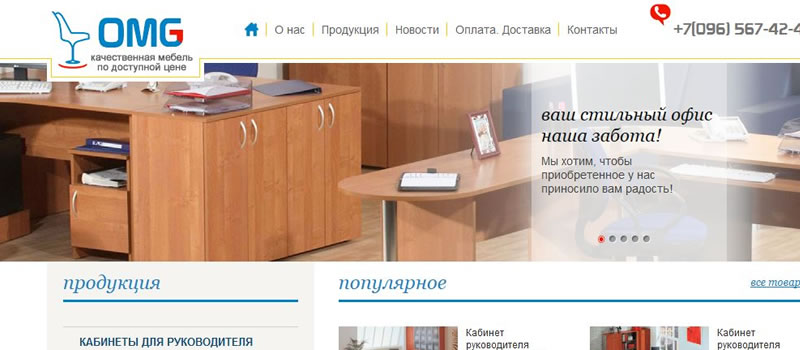 OMG
качественная мебель
по доступной цене
О нас Продукция Новости Оплата. Доставка Контакты
+7(096) 567-42-4
ваш стильный офис
наша забота!
Мы хотим, чтобы
приобретенное у нас
приносило вам радость!
продукция
популярное
все товар
КАБИНЕТЫ ДЛЯ РУКОВОДИТЕЛЯ
Кабинет
руководителя
Кабинет
руководителя